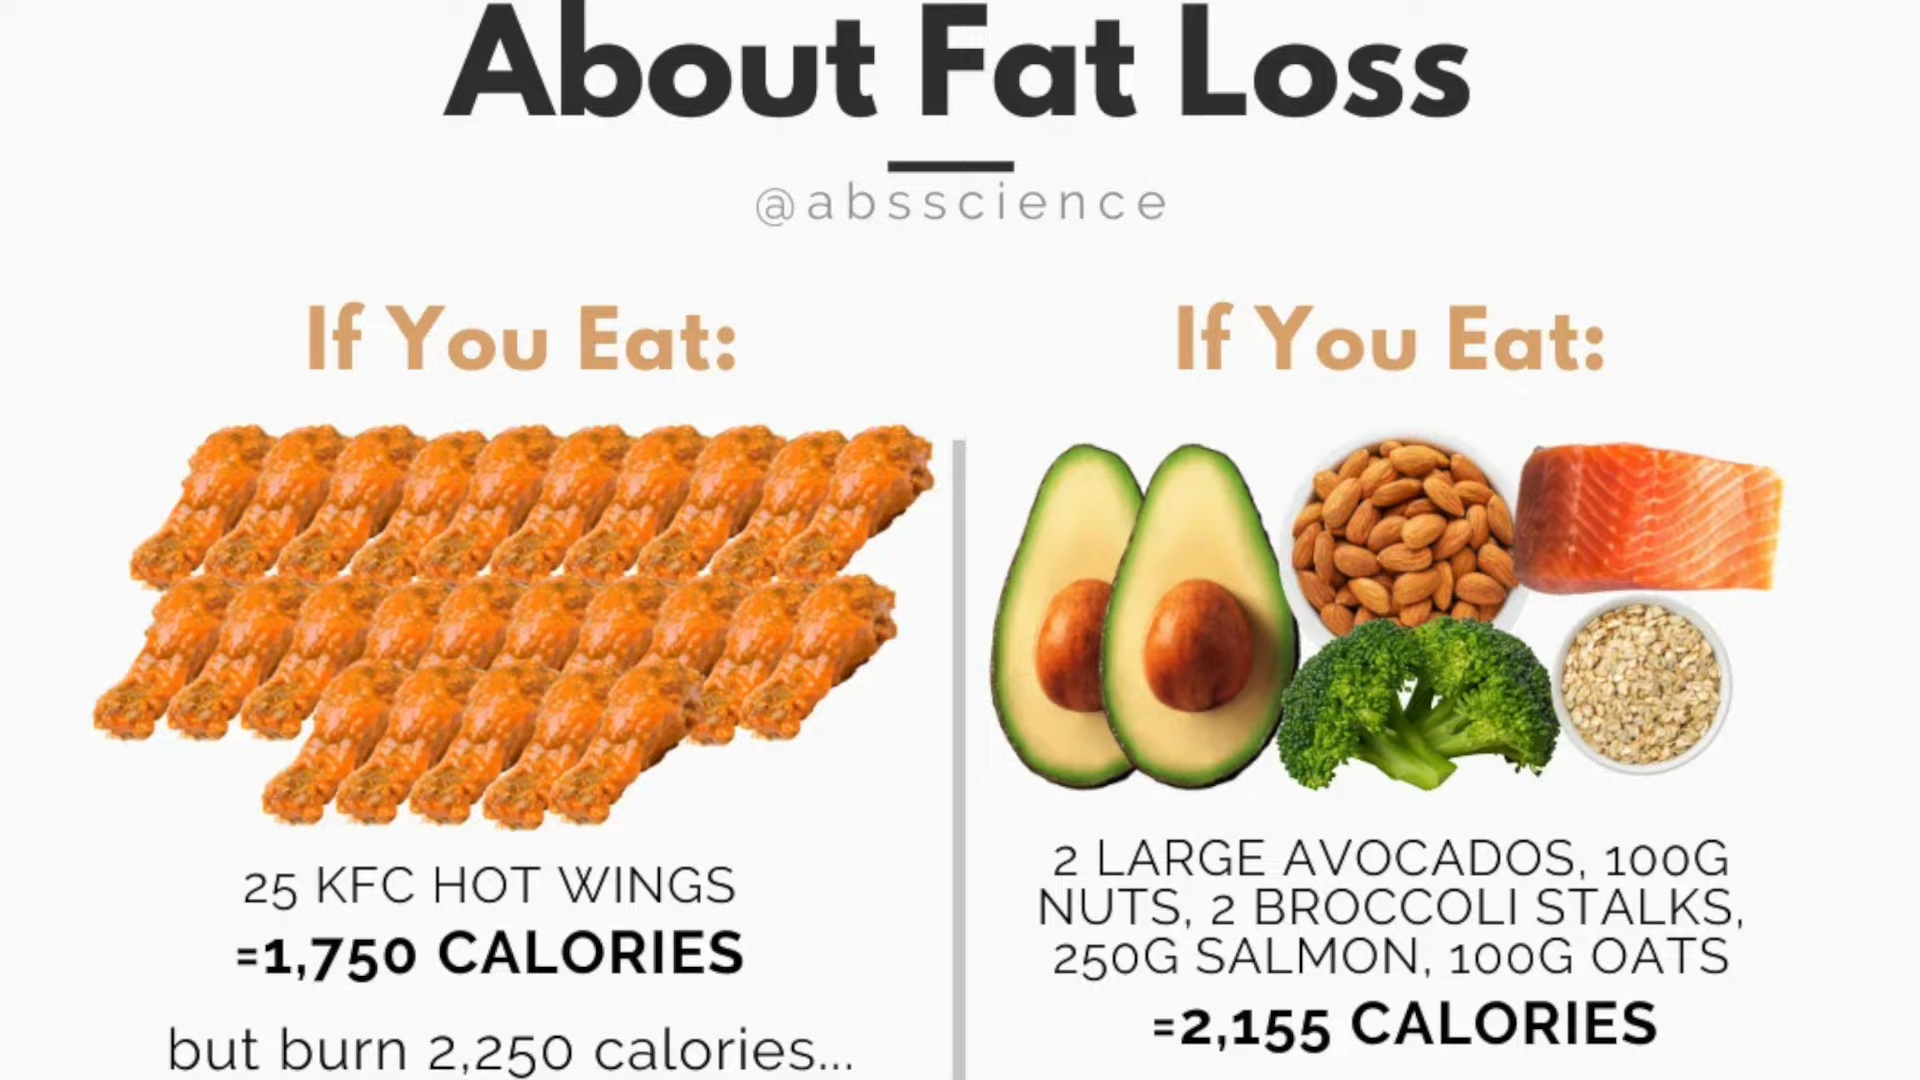 About Fat Loss
@absscience
If You Eat:
25 KFC HOT WINGS
=1,750 CALORIES
but burn 2,250 calories...
If You Eat:
2 LARGE AVOCADOS, 100G
NUTS, 2 BROCCOLI STALKS,
250G SALMON, 100G OATS
=2,155 CALORIES